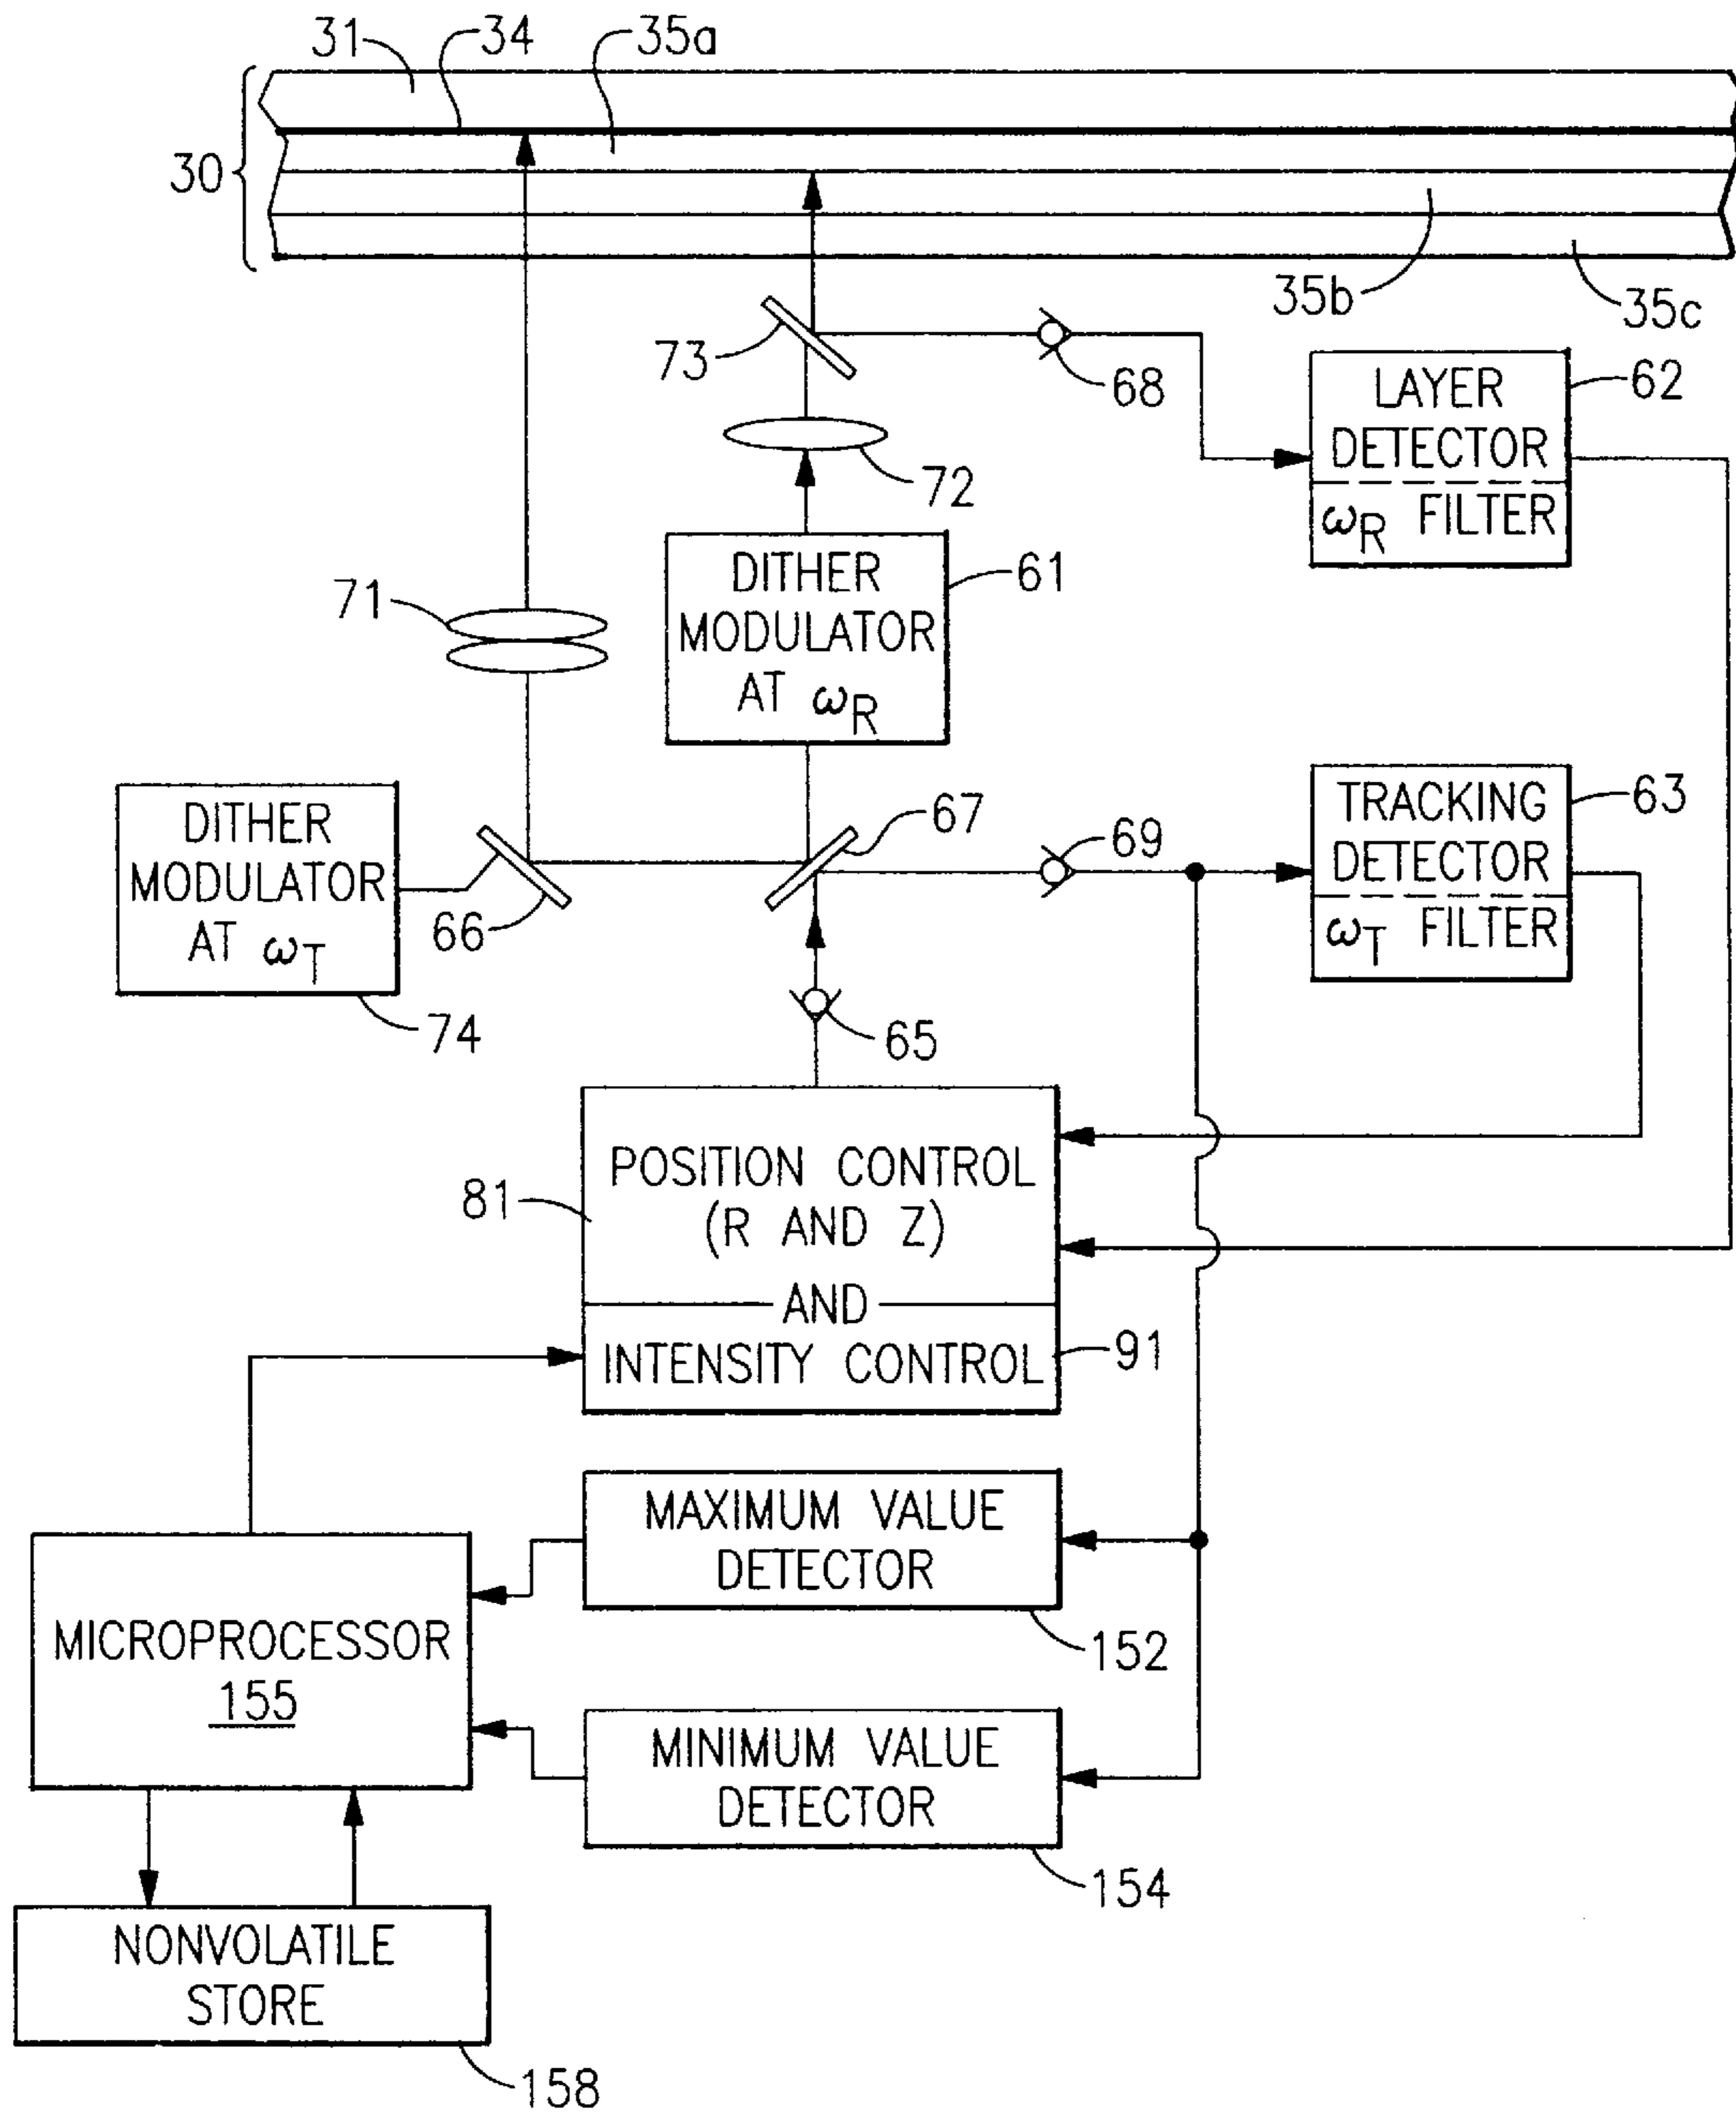 31
34
35a
30
35b
35c
73
68
LAYER
DETECTOR
ωR FILTER
62
72
DITHER
MODULATOR
AT ωR
61
71
DITHER
MODULATOR
AT ωT
74
66
67
69
TRACKING
DETECTOR
ωT FILTER
63
65
POSITION CONTROL
(R AND Z)
AND
INTENSITY CONTROL
81
91
MAXIMUM VALUE
DETECTOR
152
MICROPROCESSOR
155
MINIMUM VALUE
DETECTOR
154
NONVOLATILE
STORE
158